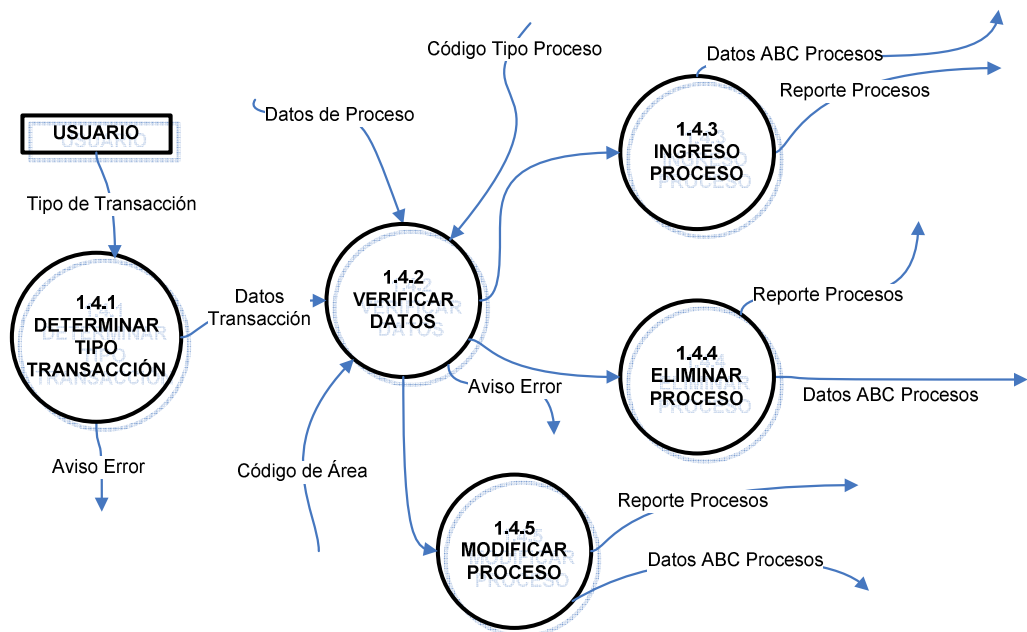 Código Tipo Proceso
Datos ABC Procesos
Reporte Procesos
Datos de Proceso
USUARIO
1.4.3
INGRESO
PROCESO
Tipo de Transacción
1.4.1
DETERMINAR
TIPO
TRANSACCIÓN
Datos
Transacción
1.4.2
VERIFICAR
DATOS
Reporte Procesos
1.4.4
ELIMINAR
PROCESO
Datos ABC Procesos
Aviso Error
Aviso Error
Código de Área
1.4.5
MODIFICAR
PROCESO
Reporte Procesos
Datos ABC Procesos